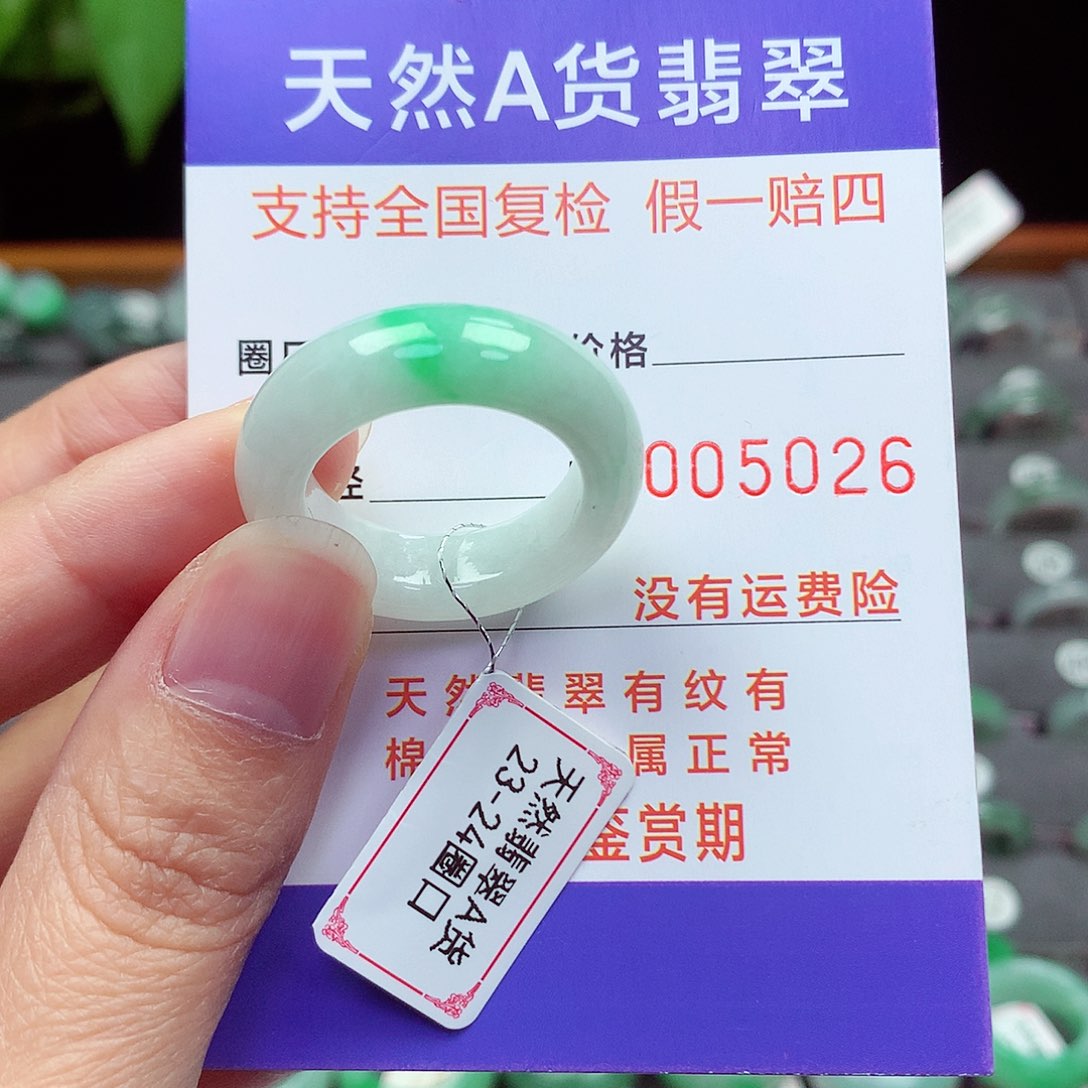 天然A货翡翠
支持全国复检 假一赔四
圈 价格
径 005026
没有运费险
天然翡翠有纹有
棉 属正常
鉴赏期
天然翡翠A货
23-24圈口